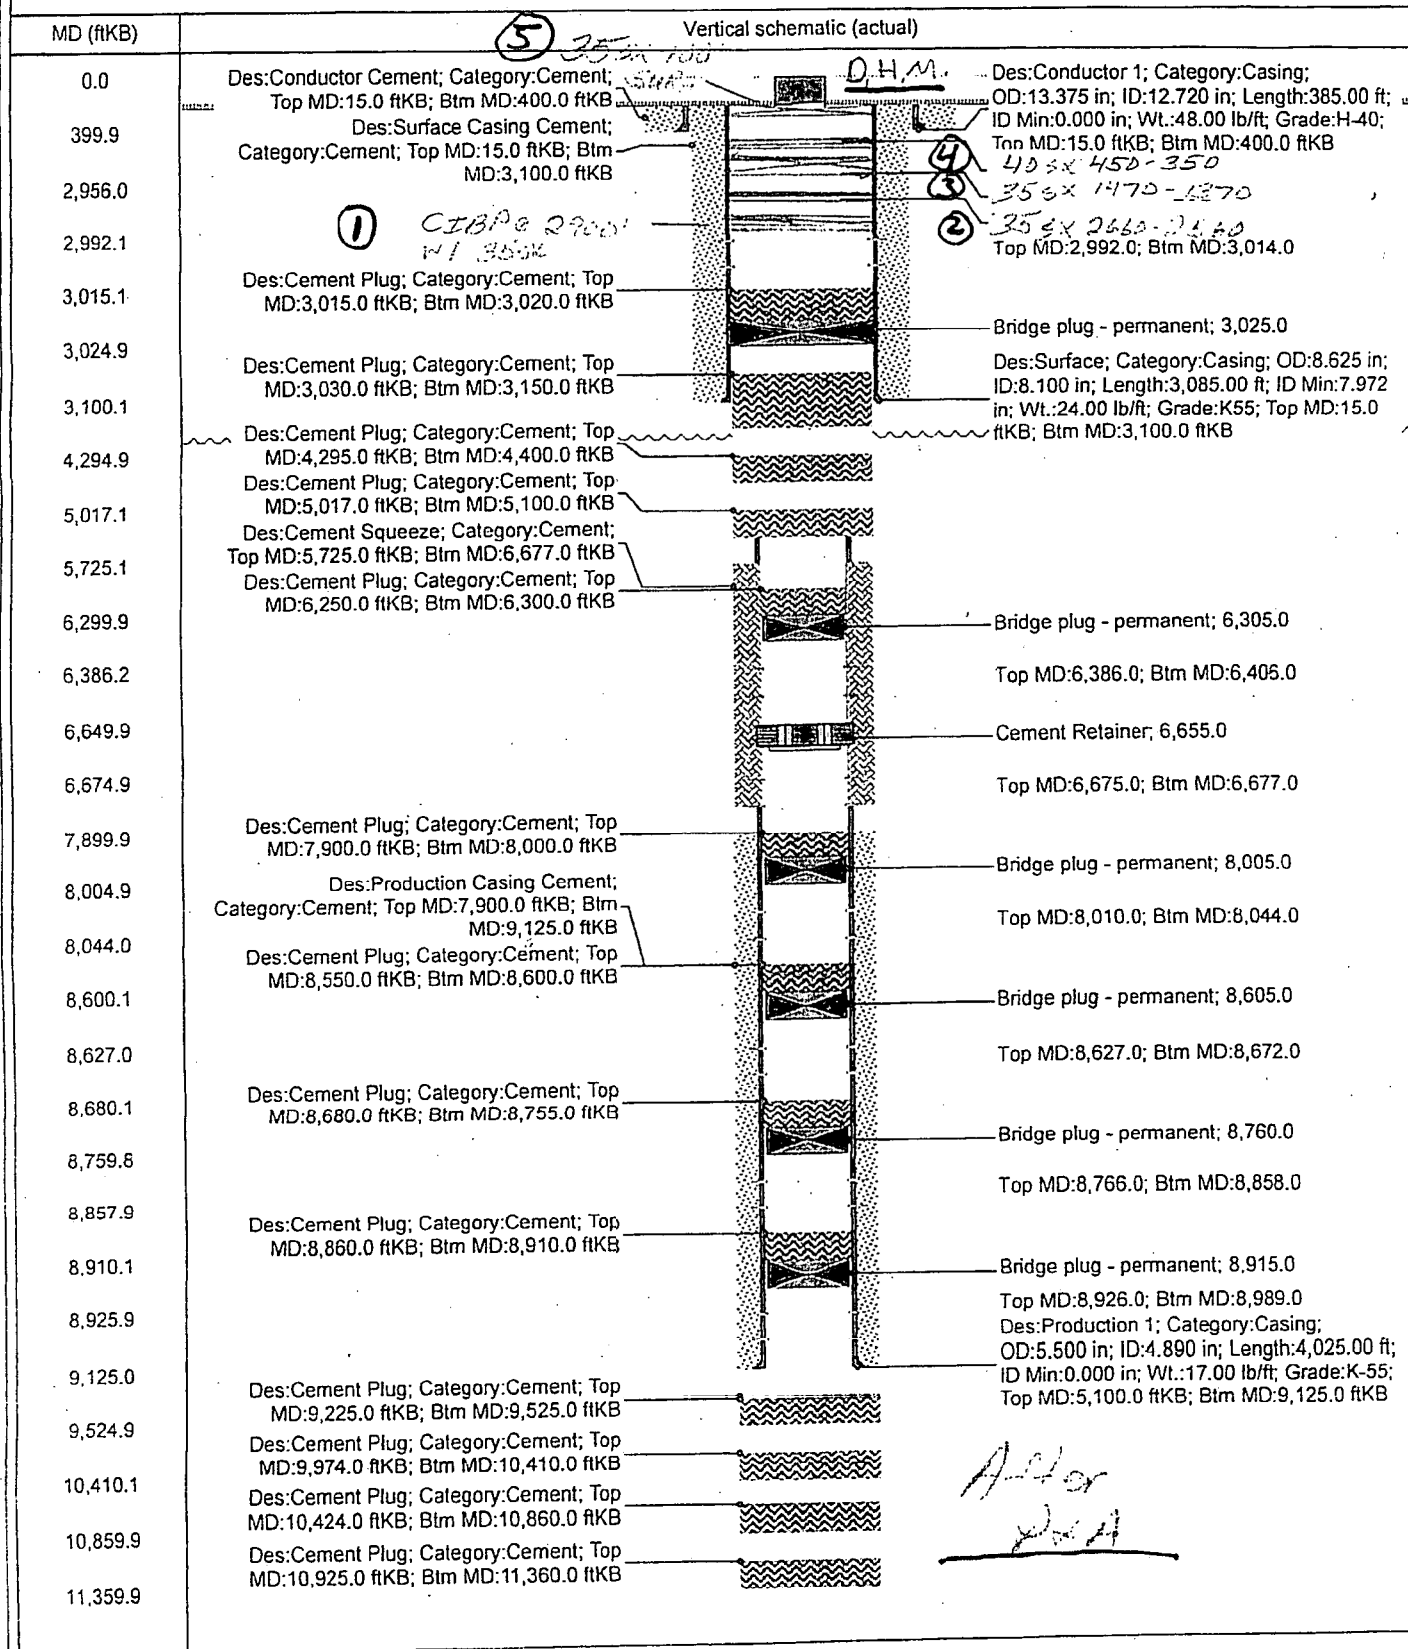 MD (ftKB)
Vertical schematic (actual)
⑤ 35sx 100'
D.H.M.
0.0
399.9
2,956.0
2,992.1
3,015.1
3,024.9
3,100.1
4,294.9
5,017.1
5,725.1
6,299.9
6,386.2
6,649.9
6,674.9
7,899.9
8,004.9
8,044.0
8,600.1
8,627.0
8,680.1
8,759.8
8,857.9
8,910.1
8,925.9
9,125.0
9,524.9
10,410.1
10,859.9
11,359.9
Des:Conductor Cement; Category:Cement;
Top MD:15.0 ftKB; Btm MD:400.0 ftKB
Des:Surface Casing Cement;
Category:Cement; Top MD:15.0 ftKB; Btm
MD:3,100.0 ftKB
① CIBP@ 2900'
W/ 35sx
Des:Cement Plug; Category:Cement; Top
MD:3,015.0 ftKB; Btm MD:3,020.0 ftKB
Des:Cement Plug; Category:Cement; Top
MD:3,030.0 ftKB; Btm MD:3,150.0 ftKB
Des:Cement Plug; Category:Cement; Top
MD:4,295.0 ftKB; Btm MD:4,400.0 ftKB
Des:Cement Plug; Category:Cement; Top
MD:5,017.0 ftKB; Btm MD:5,100.0 ftKB
Des:Cement Squeeze; Category:Cement;
Top MD:5,725.0 ftKB; Btm MD:6,677.0 ftKB
Des:Cement Plug; Category:Cement; Top
MD:6,250.0 ftKB; Btm MD:6,300.0 ftKB
Des:Cement Plug; Category:Cement; Top
MD:7,900.0 ftKB; Btm MD:8,000.0 ftKB
Des:Production Casing Cement;
Category:Cement; Top MD:7,900.0 ftKB; Btm
MD:9,125.0 ftKB
Des:Cement Plug; Category:Cement; Top
MD:8,550.0 ftKB; Btm MD:8,600.0 ftKB
Des:Cement Plug; Category:Cement; Top
MD:8,680.0 ftKB; Btm MD:8,755.0 ftKB
Des:Cement Plug; Category:Cement; Top
MD:8,860.0 ftKB; Btm MD:8,910.0 ftKB
Des:Cement Plug; Category:Cement; Top
MD:9,225.0 ftKB; Btm MD:9,525.0 ftKB
Des:Cement Plug; Category:Cement; Top
MD:9,974.0 ftKB; Btm MD:10,410.0 ftKB
Des:Cement Plug; Category:Cement; Top
MD:10,424.0 ftKB; Btm MD:10,860.0 ftKB
Des:Cement Plug; Category:Cement; Top
MD:10,925.0 ftKB; Btm MD:11,360.0 ftKB
Des:Conductor 1; Category:Casing;
OD:13.375 in; ID:12.720 in; Length:385.00 ft;
ID Min:0.000 in; Wt.:48.00 lb/ft; Grade:H-40;
Top MD:15.0 ftKB; Btm MD:400.0 ftKB
④ 40sx 450-350
③ 35sx 1470-1370
② 35sx 2660-2560
Top MD:2,992.0; Btm MD:3,014.0
Bridge plug - permanent; 3,025.0
Des:Surface; Category:Casing; OD:8.625 in;
ID:8.100 in; Length:3,085.00 ft; ID Min:7.972
in; Wt.:24.00 lb/ft; Grade:K55; Top MD:15.0
ftKB; Btm MD:3,100.0 ftKB
Bridge plug - permanent; 6,305.0
Top MD:6,386.0; Btm MD:6,406.0
Cement Retainer; 6,655.0
Top MD:6,675.0; Btm MD:6,677.0
Bridge plug - permanent; 8,005.0
Top MD:8,010.0; Btm MD:8,044.0
Bridge plug - permanent; 8,605.0
Top MD:8,627.0; Btm MD:8,672.0
Bridge plug - permanent; 8,760.0
Top MD:8,766.0; Btm MD:8,858.0
Bridge plug - permanent; 8,915.0
Top MD:8,926.0; Btm MD:8,989.0
Des:Production 1; Category:Casing;
OD:5.500 in; ID:4.890 in; Length:4,025.00 ft;
ID Min:0.000 in; Wt.:17.00 lb/ft; Grade:K-55;
Top MD:5,100.0 ftKB; Btm MD:9,125.0 ftKB
After
PxA